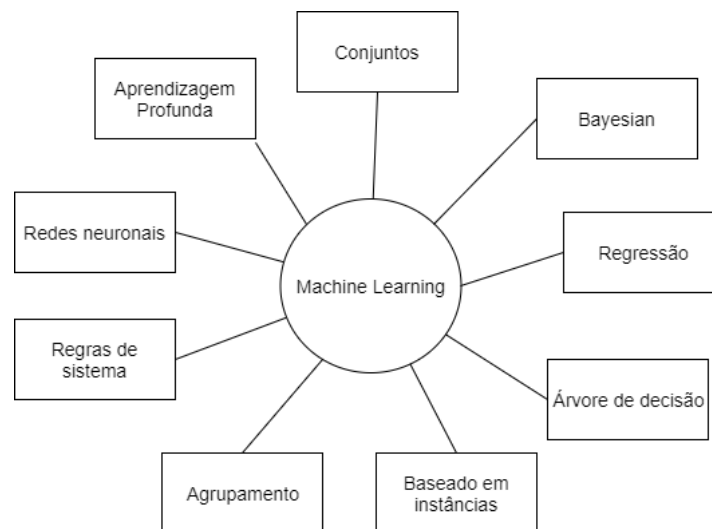 Conjuntos
Aprendizagem
Profunda
Bayesian
Redes neuronais
Regressão
Machine Learning
Regras de
sistema
Árvore de decisão
Agrupamento
Baseado em
instâncias